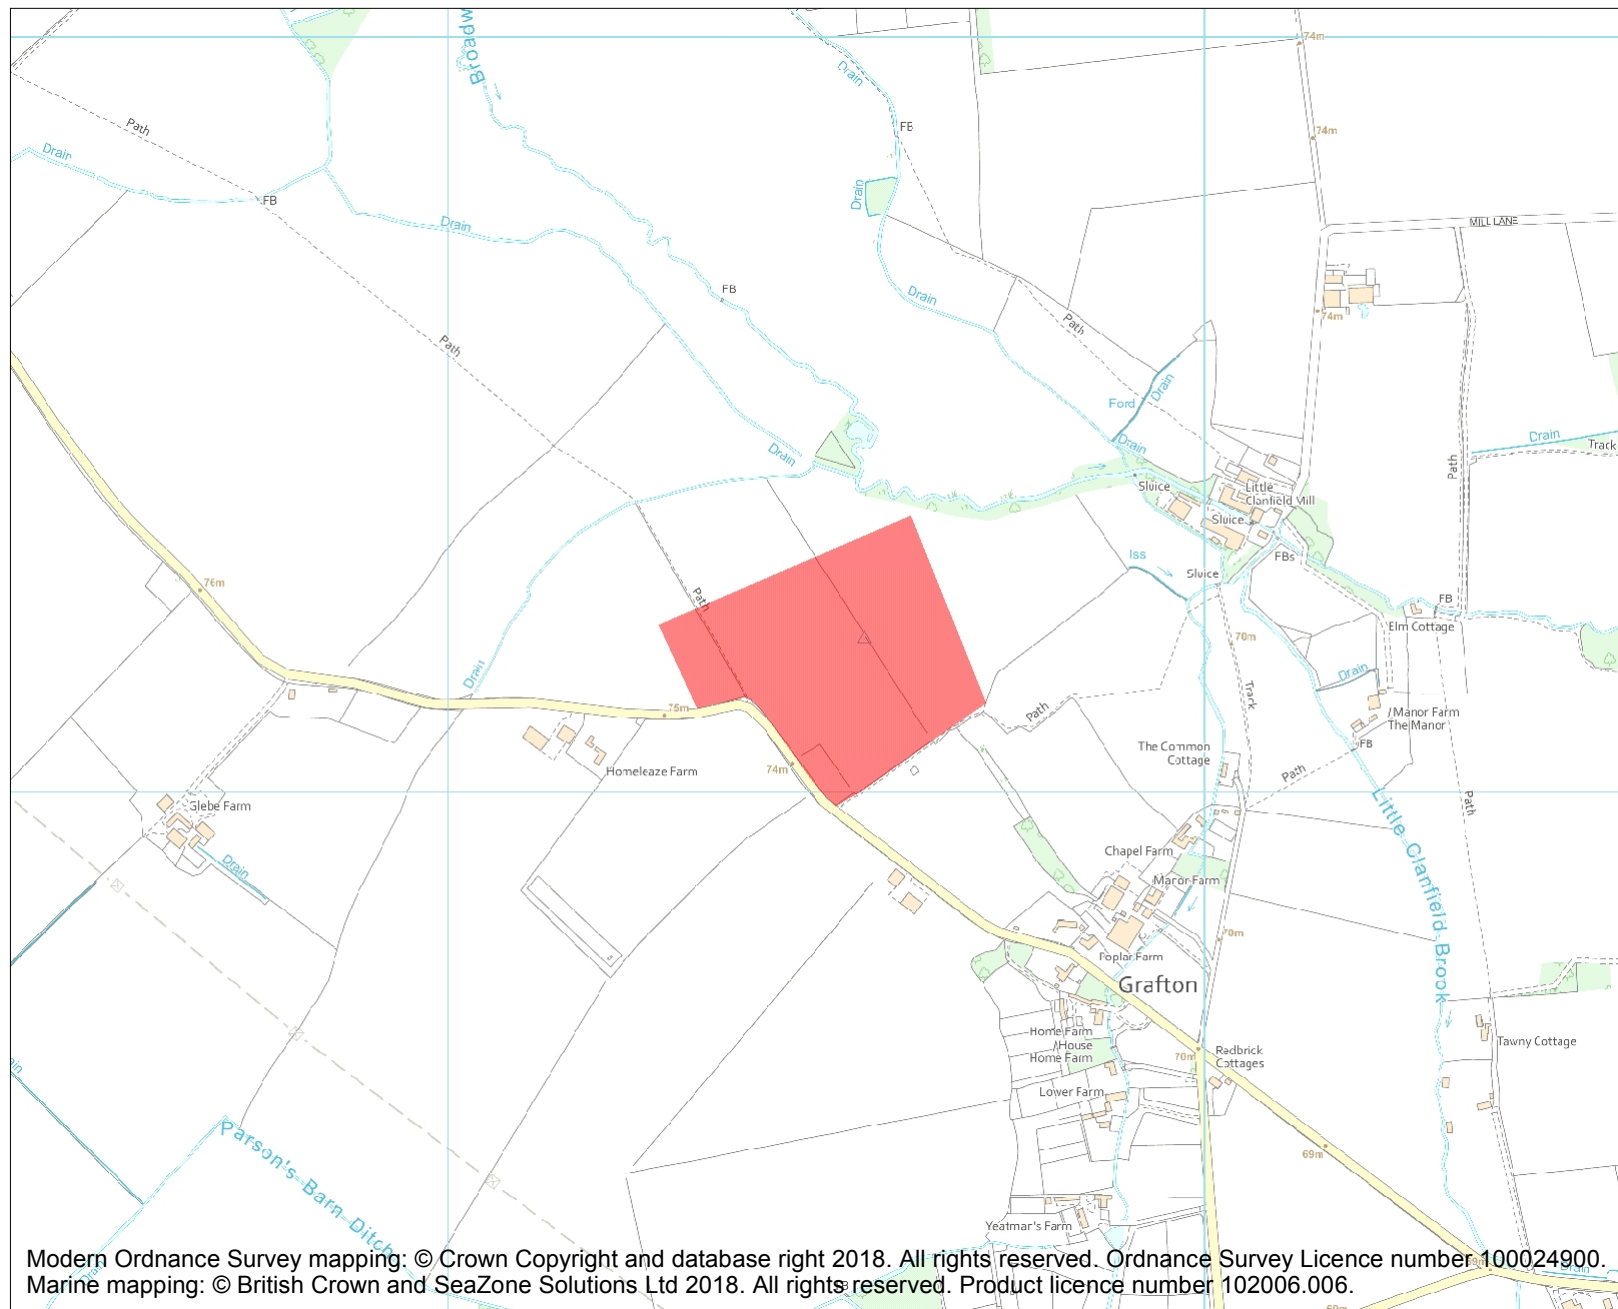 Broadw
74m
Drain
FB
Path
74m
Drain
Drain
FB
Drain
MILL LANE
FB
Drain
74m
Path
Path
Drain
Ford
Drain
Drain
Drain
Track
Path
Sluice
Little
Clanfield Mill
Sluice
Iss
FBs
Sluice
76m
Path
FB
Elm Cottage
70m
Drain
Drain
Track
75m
Path
Manor Farm
The Manor
FB
The Common
Cottage
74m
Homeleaze Farm
Path
Path
Glebe Farm
Little Clanfield Brook
Drain
Chapel Farm
Manor Farm
70m
Poplar Farm
Grafton
Home Farm
House
Home Farm
70m
Redbrick
Cottages
Tawny Cottage
Lower Farm
Parson's Barn Ditch
69m
Yeatmar's Farm
Modern Ordnance Survey mapping: © Crown Copyright and database right 2018. All rights reserved. Ordnance Survey Licence number 100024900.
Marine mapping: © British Crown and SeaZone Solutions Ltd 2018. All rights reserved. Product licence number 102006.006.
Drain
Drain